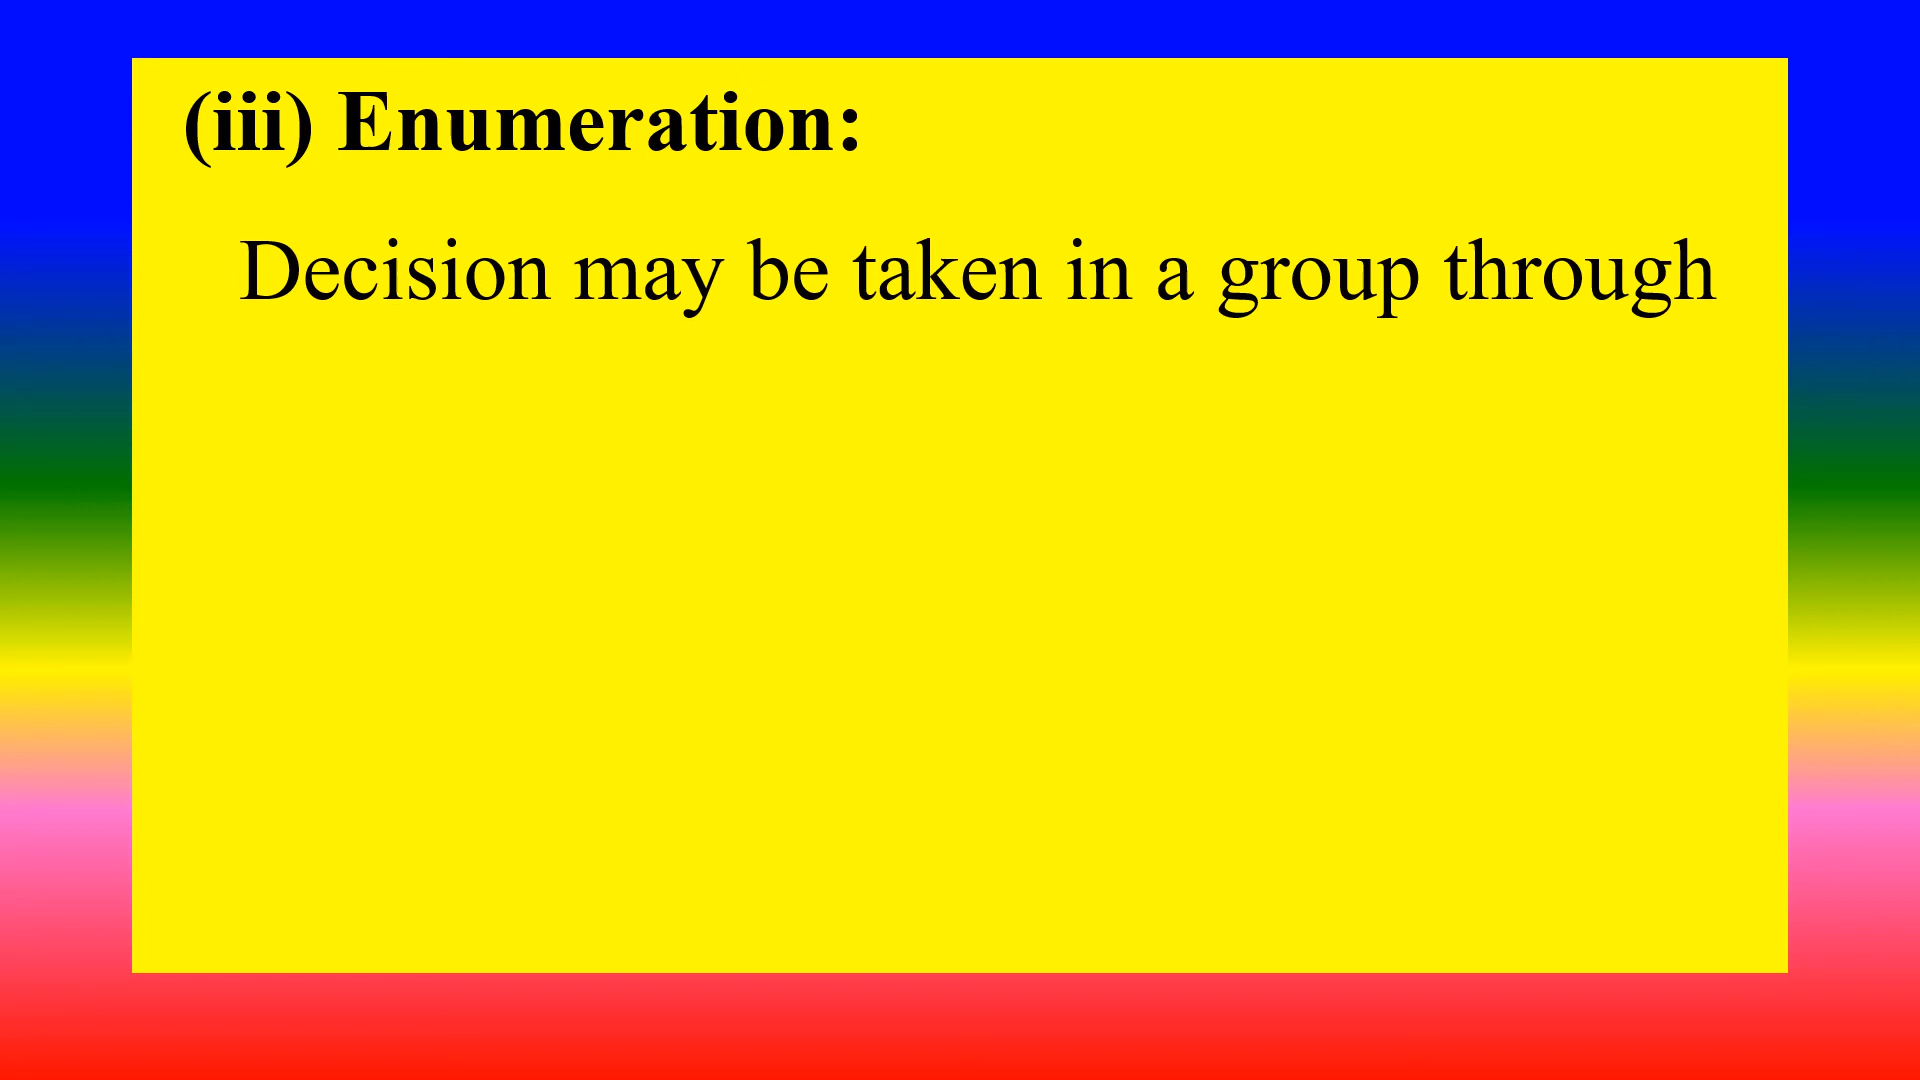 (iii) Enumeration:
Decision may be taken in a group through